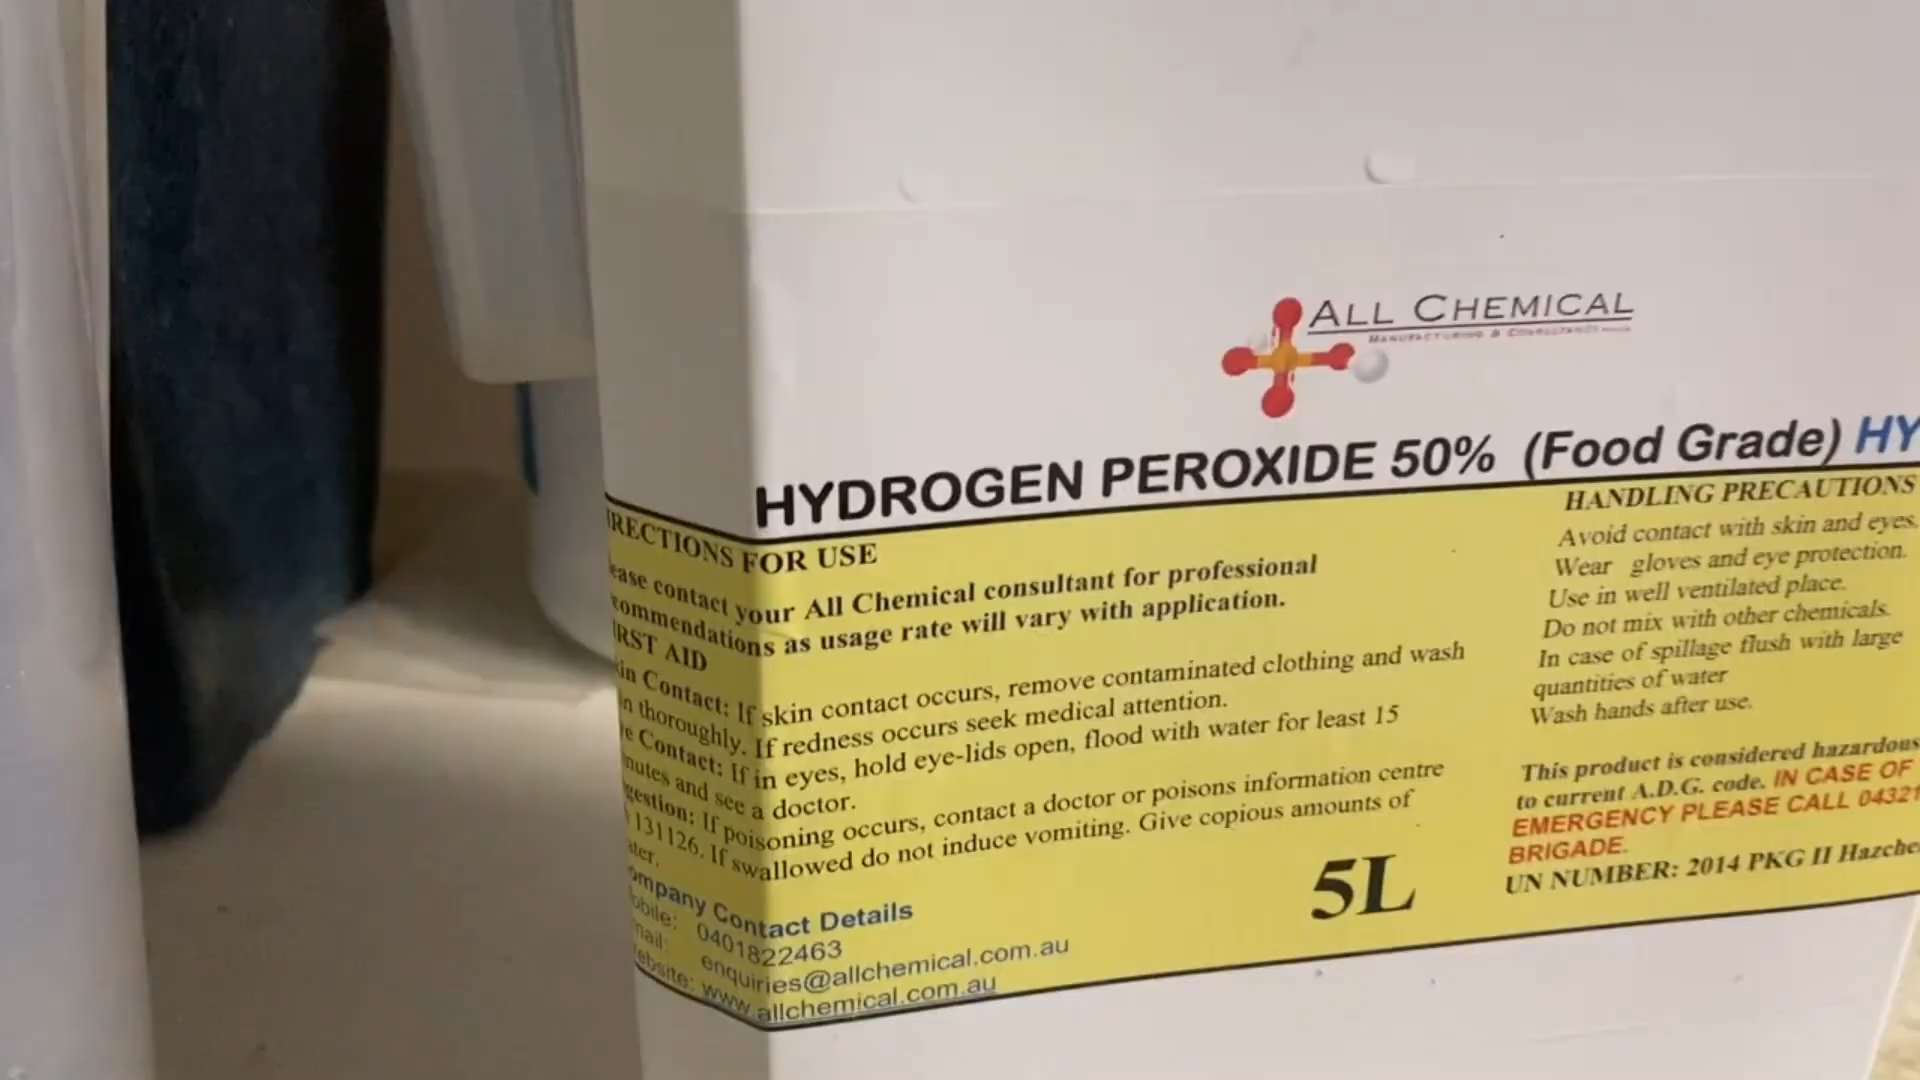 ALL CHEMICAL
MANUFACTURING & CONSULTANCY
HYDROGEN PEROXIDE 50% (Food Grade) HY
RECTIONS FOR USE
ease contact your All Chemical consultant for professional
commendations as usage rate will vary with application.
RST AID
in Contact: If skin contact occurs, remove contaminated clothing and wash
n thoroughly. If redness occurs seek medical attention.
e Contact: If in eyes, hold eye-lids open, flood with water for least 15
nutes and see a doctor.
gestion: If poisoning occurs, contact a doctor or poisons information centre
131126. If swallowed do not induce vomiting. Give copious amounts of
ater.
ompany Contact Details
obile: 0401822463
nail: enquiries@allchemical.com.au
ebsite: www.allchemical.com.au
5L
HANDLING PRECAUTIONS
Avoid contact with skin and eyes.
Wear gloves and eye protection.
Use in well ventilated place.
Do not mix with other chemicals.
In case of spillage flush with large
quantities of water
Wash hands after use.
This product is considered hazardous
to current A.D.G. code. IN CASE OF
EMERGENCY PLEASE CALL 04321
BRIGADE.
UN NUMBER: 2014 PKG II Hazche